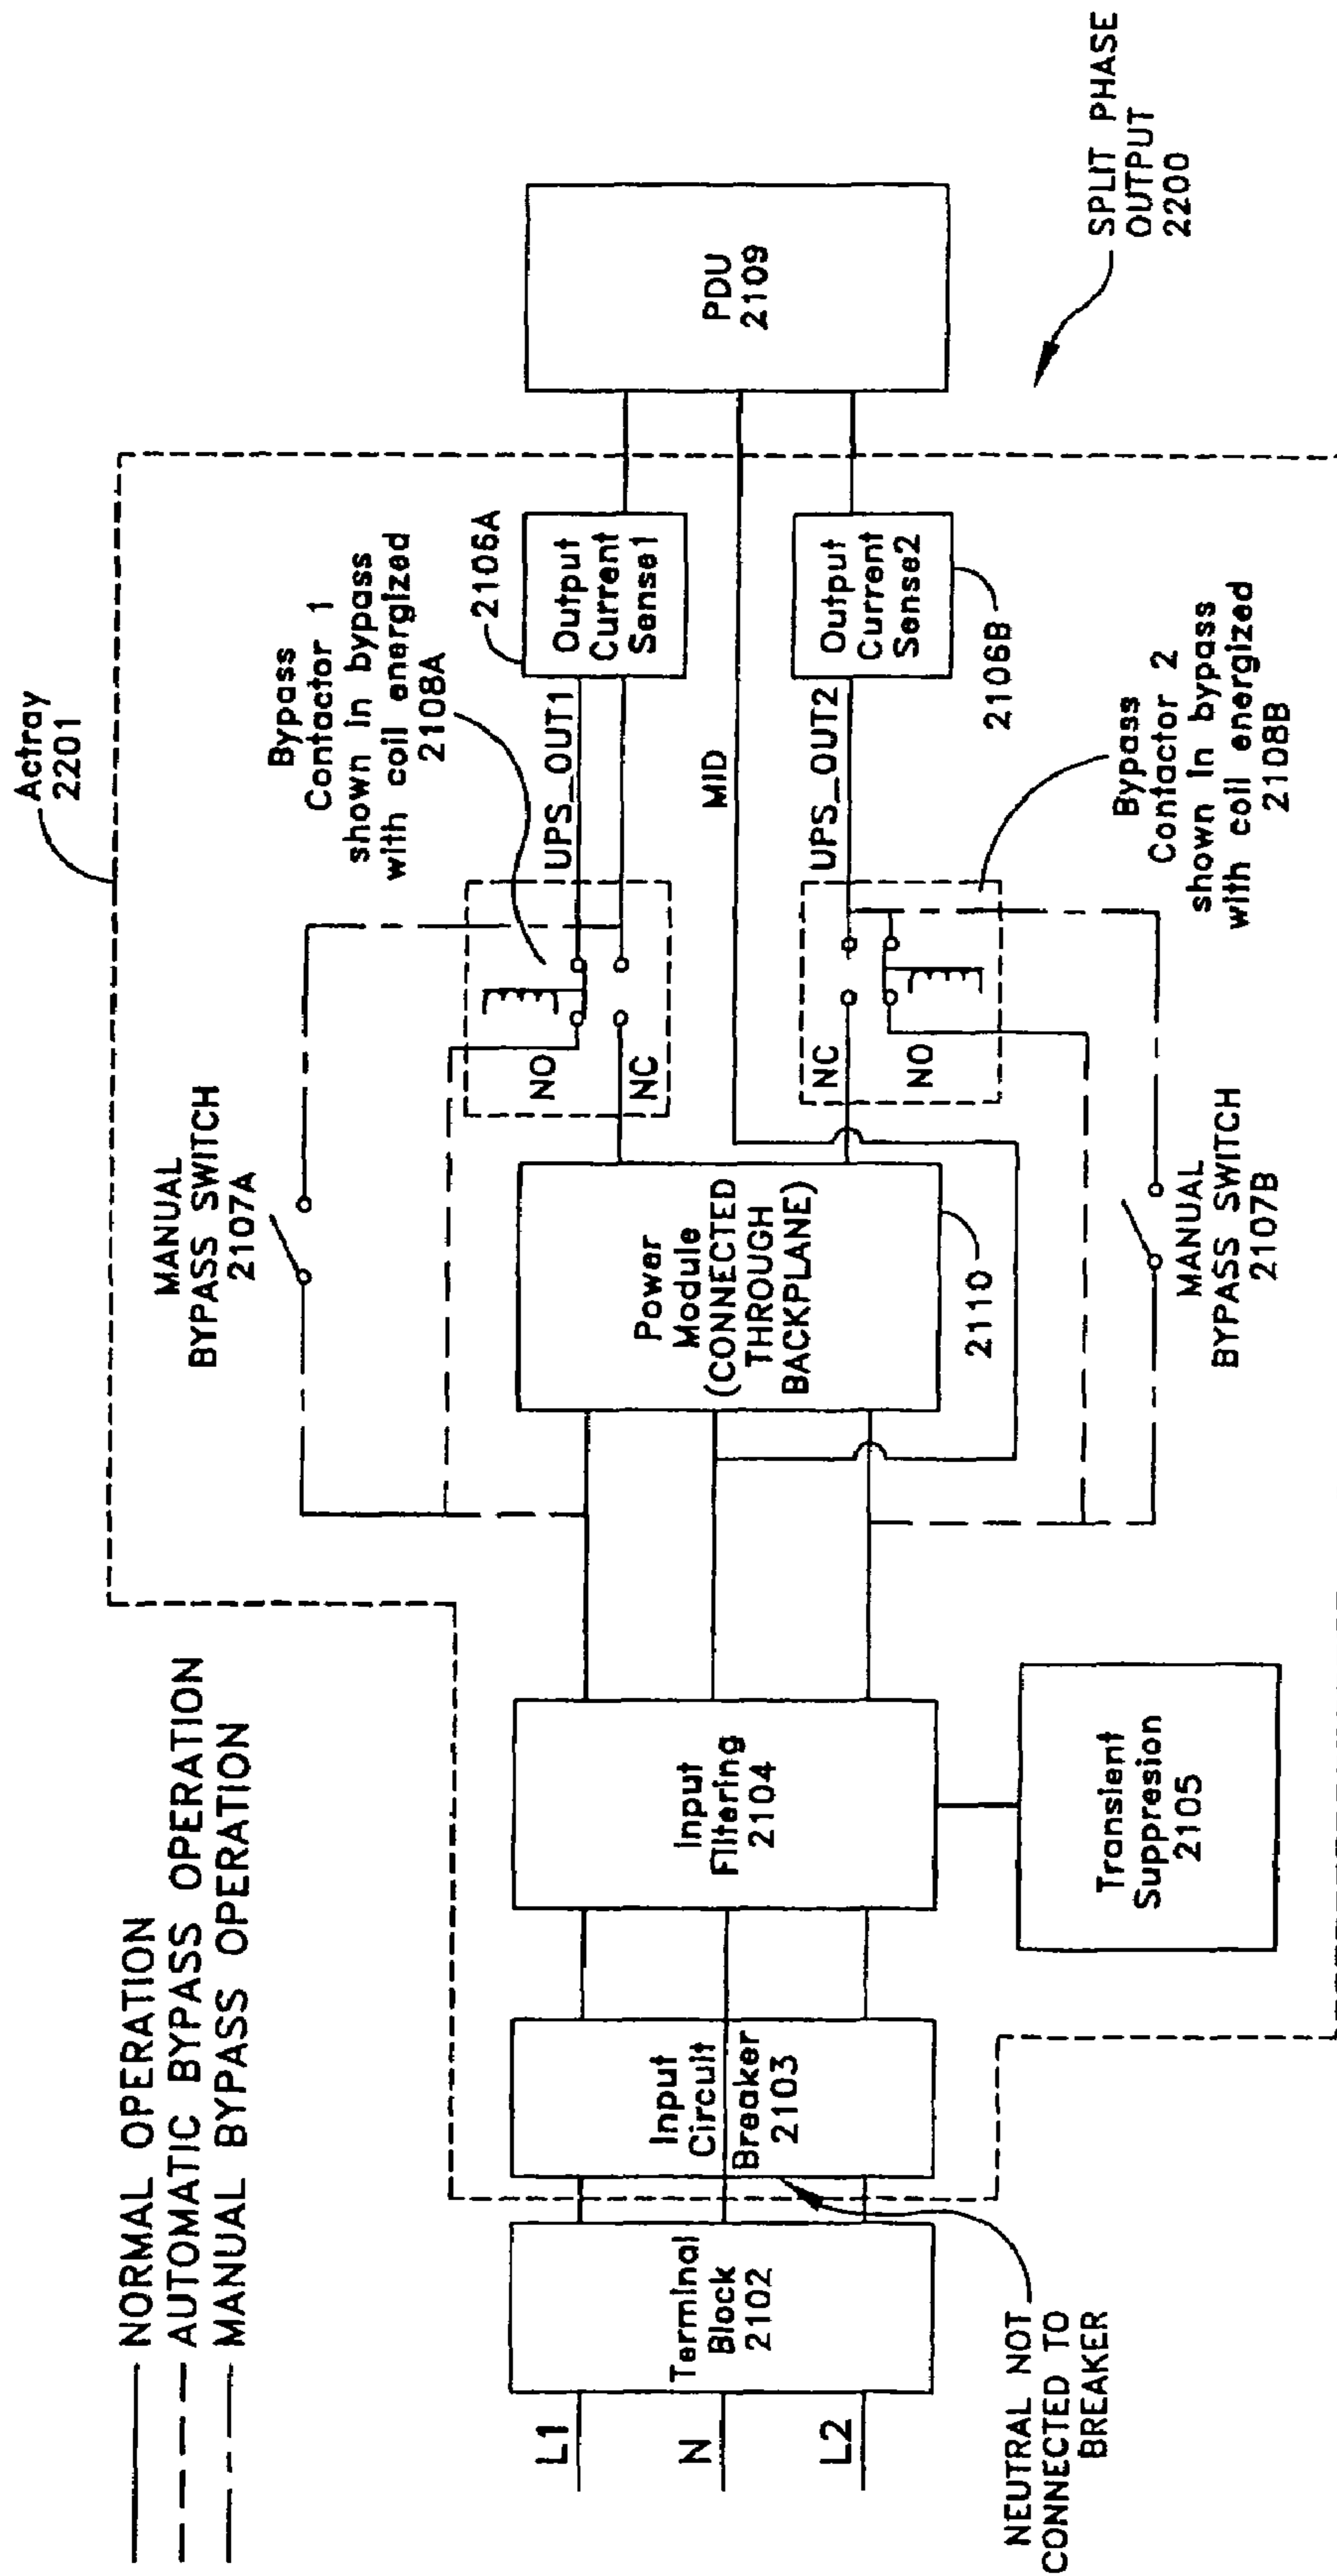 NORMAL OPERATION
AUTOMATIC BYPASS OPERATION
MANUAL BYPASS OPERATION
Actray
2201
L1
N
L2
Terminal
Block
2102
NEUTRAL NOT
CONNECTED TO
BREAKER
Input
Circuit
Breaker
2103
Input
Filtering
2104
Transient
Suppresion
2105
MANUAL
BYPASS SWITCH
2107A
Power
Module
(CONNECTED
THROUGH
BACKPLANE)
2110
MANUAL
BYPASS SWITCH
2107B
Bypass
Contactor 1
shown in bypass
with coil energized
2108A
NO
NC
UPS_OUT1
MID
NC
NO
UPS_OUT2
Bypass
Contactor 2
shown in bypass
with coil energized
2108B
2106A
Output
Current
Sense1
Output
Current
Sense2
2106B
PDU
2109
SPLIT PHASE
OUTPUT
2200